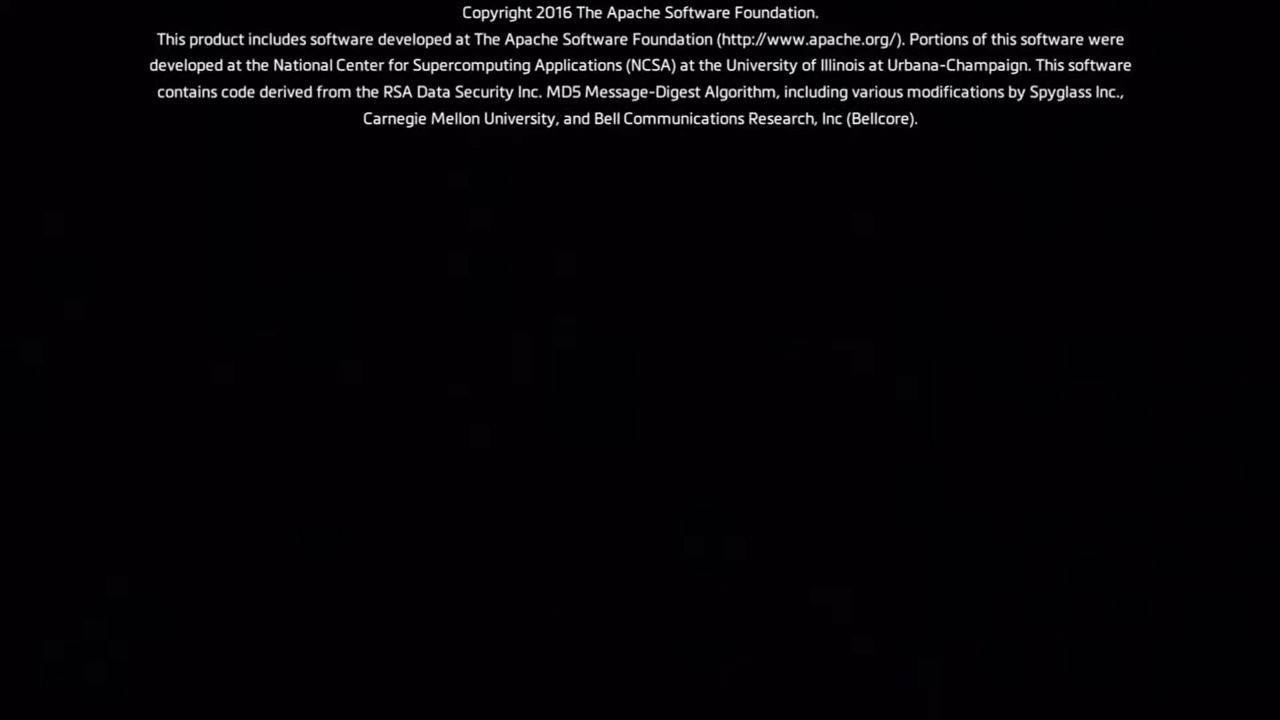 Copyright 2016 The Apache Software Foundation.
This product includes software developed at The Apache Software Foundation (http://www.apache.org/). Portions of this software were
developed at the National Center for Supercomputing Applications (NCSA) at the University of Illinois at Urbana-Champaign. This software
contains code derived from the RSA Data Security Inc. MD5 Message-Digest Algorithm, including various modifications by Spyglass Inc.,
Carnegie Mellon University, and Bell Communications Research, Inc (Bellcore).